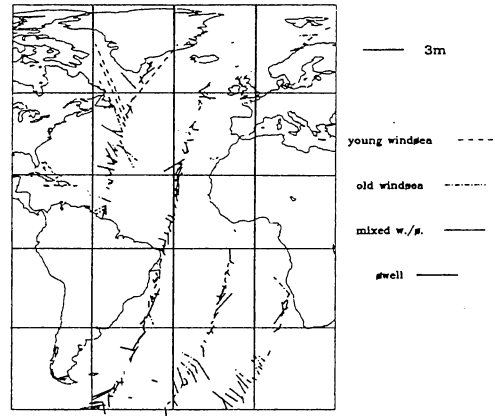 3m
young windsea
old windsea
mixed w./s.
swell